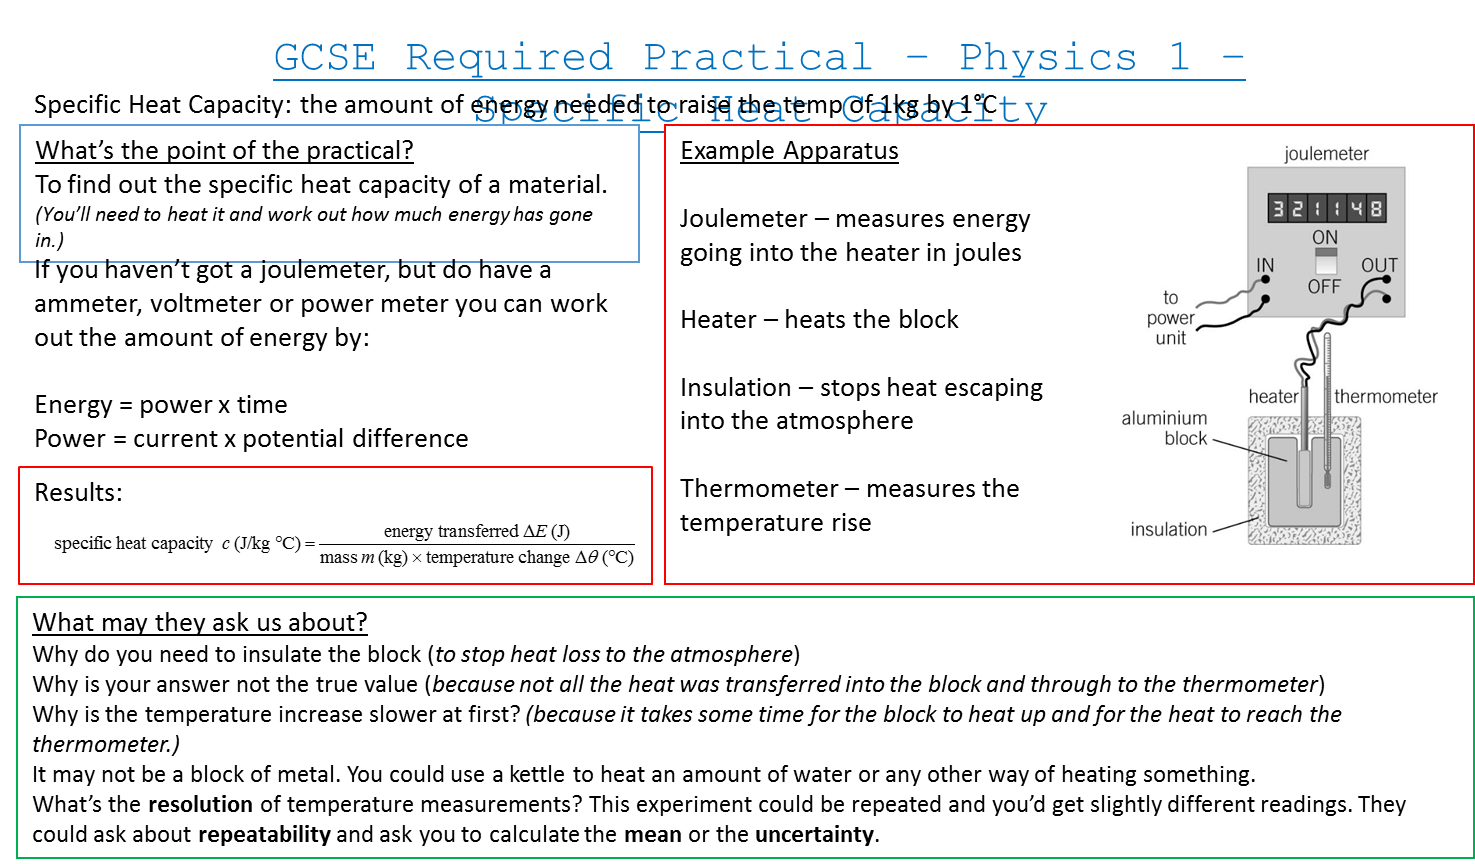 GCSE Required Practical – Physics 1 –
Specific Heat Capacity
Specific Heat Capacity: the amount of energy needed to raise the temp of 1kg by 1°C
What's the point of the practical?
To find out the specific heat capacity of a material.
(You'll need to heat it and work out how much energy has gone
in.)
If you haven't got a joulemeter, but do have a
ammeter, voltmeter or power meter you can work
out the amount of energy by:
Energy = power x time
Power = current x potential difference
Results:
specific heat capacity c (J/kg °C) = energy transferred ΔE (J)
mass m (kg) × temperature change Δθ (°C)
Example Apparatus
Joulemeter – measures energy
going into the heater in joules
Heater – heats the block
Insulation – stops heat escaping
into the atmosphere
Thermometer – measures the
temperature rise
joulemeter
321148
ON
IN
OUT
OFF
to
power
unit
heater
thermometer
aluminium
block
insulation
What may they ask us about?
Why do you need to insulate the block (to stop heat loss to the atmosphere)
Why is your answer not the true value (because not all the heat was transferred into the block and through to the thermometer)
Why is the temperature increase slower at first? (because it takes some time for the block to heat up and for the heat to reach the
thermometer.)
It may not be a block of metal. You could use a kettle to heat an amount of water or any other way of heating something.
What's the resolution of temperature measurements? This experiment could be repeated and you'd get slightly different readings. They
could ask about repeatability and ask you to calculate the mean or the uncertainty.